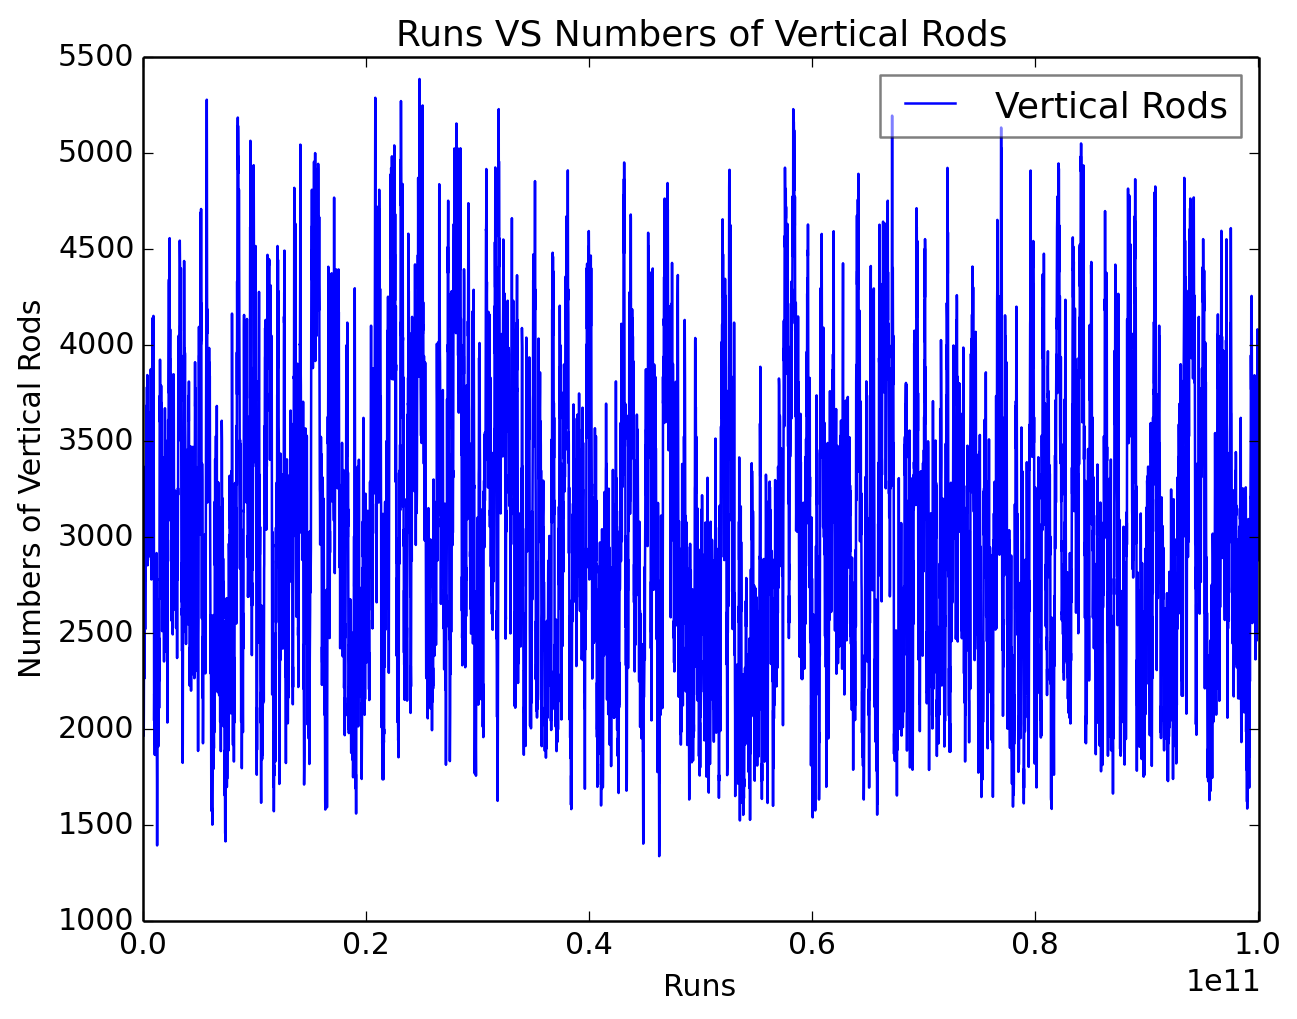 Runs VS Numbers of Vertical Rods
Vertical Rods
5500
5000
4500
4000
3500
3000
2500
2000
1500
1000
Numbers of Vertical Rods
0.0 0.2 0.4 0.6 0.8 1.0
1e11
Runs